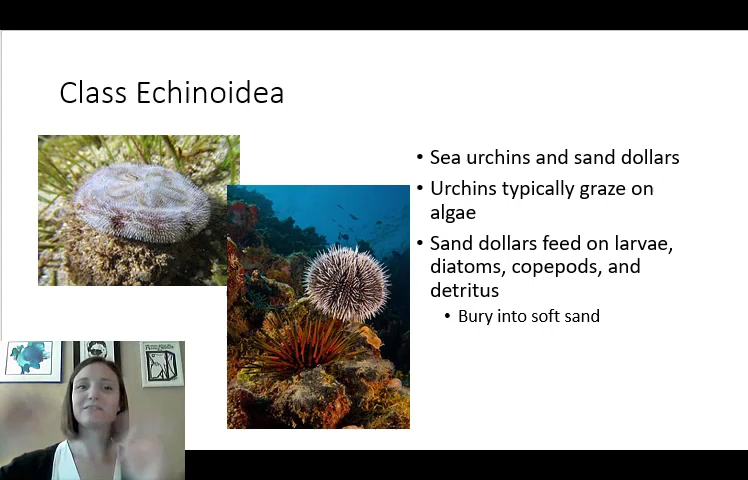 Class Echinoidea
• Sea urchins and sand dollars
• Urchins typically graze on
algae
• Sand dollars feed on larvae,
diatoms, copepods, and
detritus
• Bury into soft sand